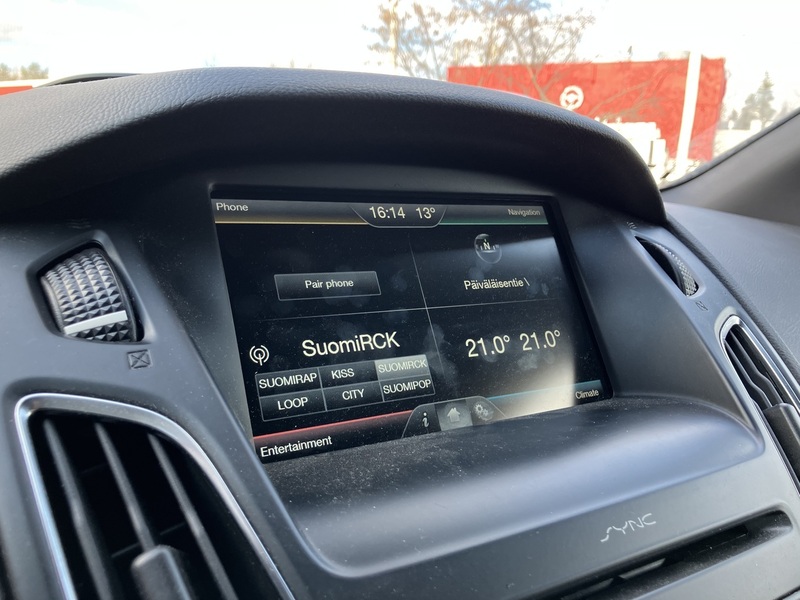 Phone
16:14 13°
Navigation
N
Pair phone
Päiväläisentie \
SuomiRCK
21.0° 21.0°
SUOMIRAP KISS SUOMIRCK
LOOP CITY SUOMIPOP
i
Entertainment
Climate
SYNC